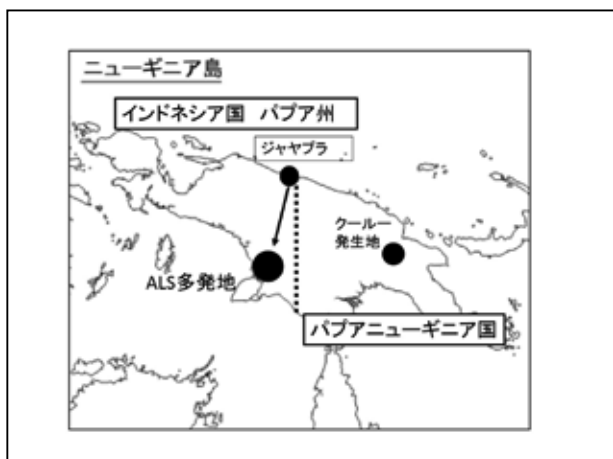 ニューギニア島
インドネシア国　パプア州
ジャヤプラ
クールー
発生地
ALS多発地
パプアニューギニア国